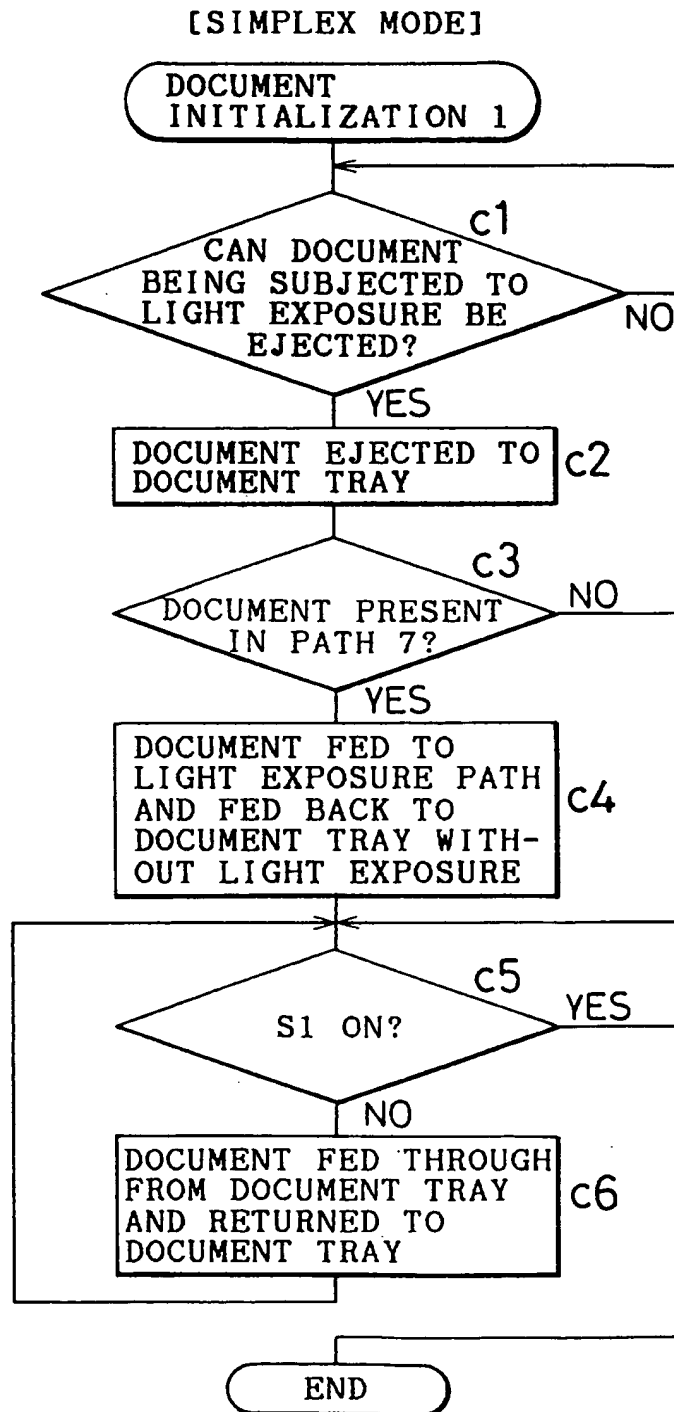 [SIMPLEX MODE]
DOCUMENT
INITIALIZATION 1
c1
CAN DOCUMENT
BEING SUBJECTED TO
LIGHT EXPOSURE BE
EJECTED?
NO
YES
DOCUMENT EJECTED TO
DOCUMENT TRAY
c2
c3
DOCUMENT PRESENT
IN PATH 7?
NO
YES
DOCUMENT FED TO
LIGHT EXPOSURE PATH
AND FED BACK TO
DOCUMENT TRAY WITH-
OUT LIGHT EXPOSURE
c4
c5
S1 ON?
YES
NO
DOCUMENT FED THROUGH
FROM DOCUMENT TRAY
AND RETURNED TO
DOCUMENT TRAY
c6
END